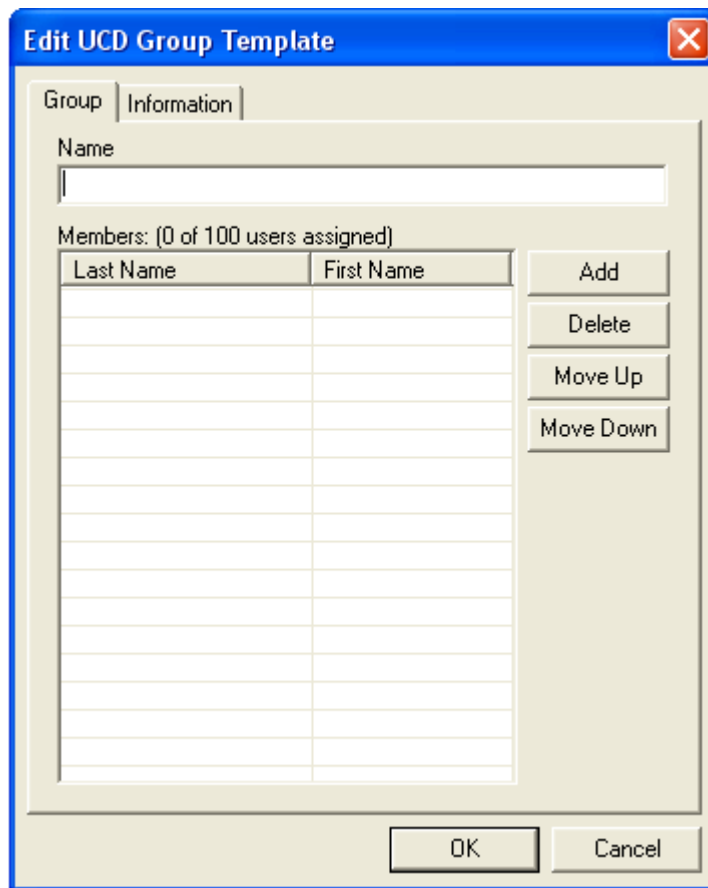 Edit UCD Group Template
Group
Information
Name
Members: (0 of 100 users assigned)
Last Name
First Name
Add
Delete
Move Up
Move Down
OK
Cancel